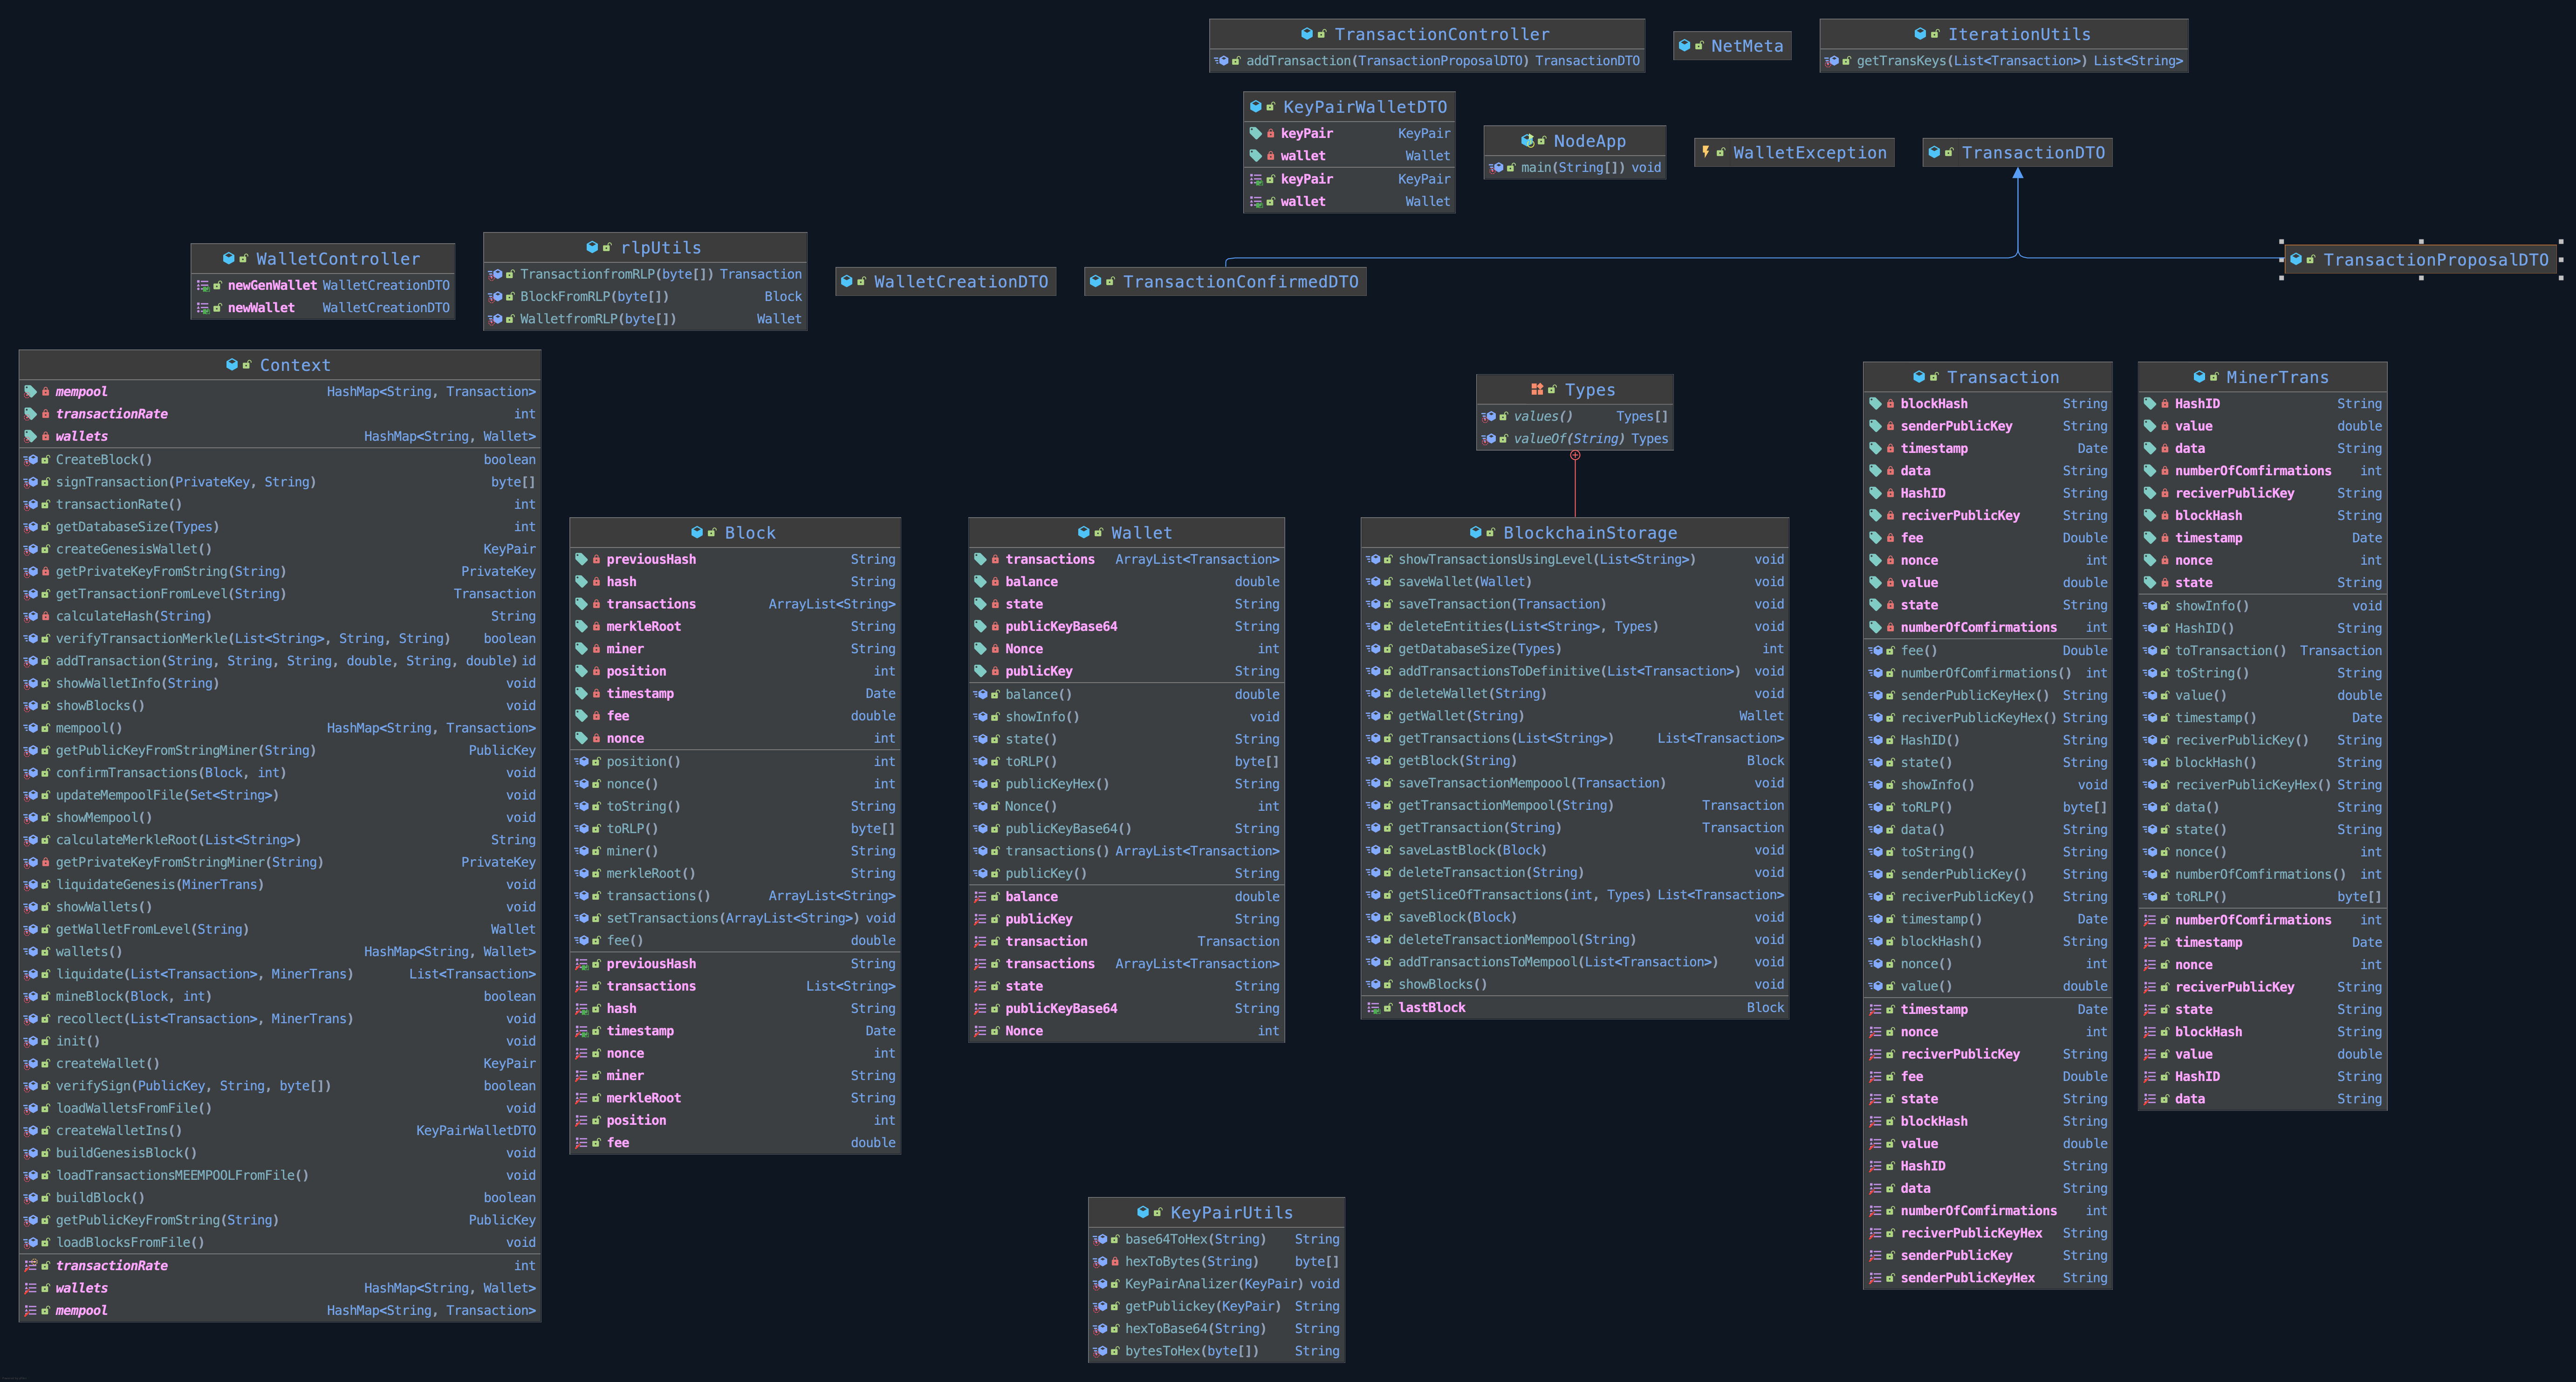 TransactionController
addTransaction(TransactionProposalDTO) TransactionDTO
NetMeta
IterationUtils
getTransKeys(List<Transaction>) List<String>
KeyPairWalletDTO
keyPair KeyPair
wallet Wallet
keyPair KeyPair
wallet Wallet
NodeApp
main(String[]) void
WalletException
TransactionDTO
WalletController
newGenWallet WalletCreationDTO
newWallet WalletCreationDTO
rlpUtils
TransactionfromRLP(byte[]) Transaction
BlockFromRLP(byte[]) Block
WalletfromRLP(byte[]) Wallet
WalletCreationDTO
TransactionConfirmedDTO
TransactionProposalDTO
Context
mempool HashMap<String, Transaction>
transactionRate int
wallets HashMap<String, Wallet>
CreateBlock() boolean
signTransaction(PrivateKey, String) byte[]
transactionRate() int
getDatabaseSize(Types) int
createGenesisWallet() KeyPair
getPrivateKeyFromString(String) PrivateKey
getTransactionFromLevel(String) Transaction
calculateHash(String) String
verifyTransactionMerkle(List<String>, String, String) boolean
addTransaction(String, String, String, double, String, double) id
showWalletInfo(String) void
showBlocks() void
mempool() HashMap<String, Transaction>
getPublicKeyFromStringMiner(String) PublicKey
confirmTransactions(Block, int) void
updateMempoolFile(Set<String>) void
showMempool() void
calculateMerkleRoot(List<String>) String
getPrivateKeyFromStringMiner(String) PrivateKey
liquidateGenesis(MinerTrans) void
showWallets() void
getWalletFromLevel(String) Wallet
wallets() HashMap<String, Wallet>
liquidate(List<Transaction>, MinerTrans) List<Transaction>
mineBlock(Block, int) boolean
recollect(List<Transaction>, MinerTrans) void
init() void
createWallet() KeyPair
verifySign(PublicKey, String, byte[]) boolean
loadWalletsFromFile() void
createWalletIns() KeyPairWalletDTO
buildGenesisBlock() void
loadTransactionsMEEMPOOLFromFile() void
buildBlock() boolean
getPublicKeyFromString(String) PublicKey
loadBlocksFromFile() void
transactionRate int
wallets HashMap<String, Wallet>
mempool HashMap<String, Transaction>
Block
previousHash String
hash String
transactions ArrayList<String>
merkleRoot String
miner String
position int
timestamp Date
fee double
nonce int
position() int
nonce() int
toString() String
toRLP() byte[]
miner() String
merkleRoot() String
transactions() ArrayList<String>
setTransactions(ArrayList<String>) void
fee() double
previousHash String
transactions List<String>
hash String
timestamp Date
nonce int
miner String
merkleRoot String
position int
fee double
Wallet
transactions ArrayList<Transaction>
balance double
state String
publicKeyBase64 String
Nonce int
publicKey String
balance() double
showInfo() void
state() String
toRLP() byte[]
publicKeyHex() String
Nonce() int
publicKeyBase64() String
transactions() ArrayList<Transaction>
publicKey() String
balance double
publicKey String
transaction Transaction
transactions ArrayList<Transaction>
state String
publicKeyBase64 String
Nonce int
Types
values() Types[]
valueOf(String) Types
BlockchainStorage
showTransactionsUsingLevel(List<String>) void
saveWallet(Wallet) void
saveTransaction(Transaction) void
deleteEntities(List<String>, Types) void
getDatabaseSize(Types) int
addTransactionsToDefinitive(List<Transaction>) void
deleteWallet(String) void
getWallet(String) Wallet
getTransactions(List<String>) List<Transaction>
getBlock(String) Block
saveTransactionMempool(Transaction) void
getTransactionMempool(String) Transaction
getTransaction(String) Transaction
saveLastBlock(Block) void
deleteTransaction(String) void
getSliceOfTransactions(int, Types) List<Transaction>
saveBlock(Block) void
deleteTransactionMempool(String) void
addTransactionsToMempool(List<Transaction>) void
showBlocks() void
lastBlock Block
Transaction
blockHash String
senderPublicKey String
timestamp Date
data String
HashID String
reciverPublicKey String
fee Double
nonce int
value double
state String
numberOfComfirmations int
fee() Double
numberOfComfirmations() int
senderPublicKeyHex() String
reciverPublicKeyHex() String
HashID() String
state() String
showInfo() void
toRLP() byte[]
data() String
toString() String
senderPublicKey() String
reciverPublicKey() String
timestamp() Date
blockHash() String
nonce() int
value() double
timestamp Date
nonce int
reciverPublicKey String
fee Double
state String
blockHash String
value double
HashID String
data String
numberOfComfirmations int
reciverPublicKeyHex String
senderPublicKey String
senderPublicKeyHex String
MinerTrans
HashID String
value double
data String
numberOfComfirmations int
reciverPublicKey String
blockHash String
timestamp Date
nonce int
state String
showInfo() void
HashID() String
toTransaction() Transaction
toString() String
value() double
timestamp() Date
reciverPublicKey() String
blockHash() String
reciverPublicKeyHex() String
data() String
state() String
nonce() int
numberOfComfirmations() int
toRLP() byte[]
numberOfComfirmations int
timestamp Date
nonce int
reciverPublicKey String
state String
blockHash String
value double
HashID String
data String
KeyPairUtils
base64ToHex(String) String
hexToBytes(String) byte[]
KeyPairAnalizer(KeyPair) void
getPublickey(KeyPair) String
hexToBase64(String) String
bytesToHex(byte[]) String